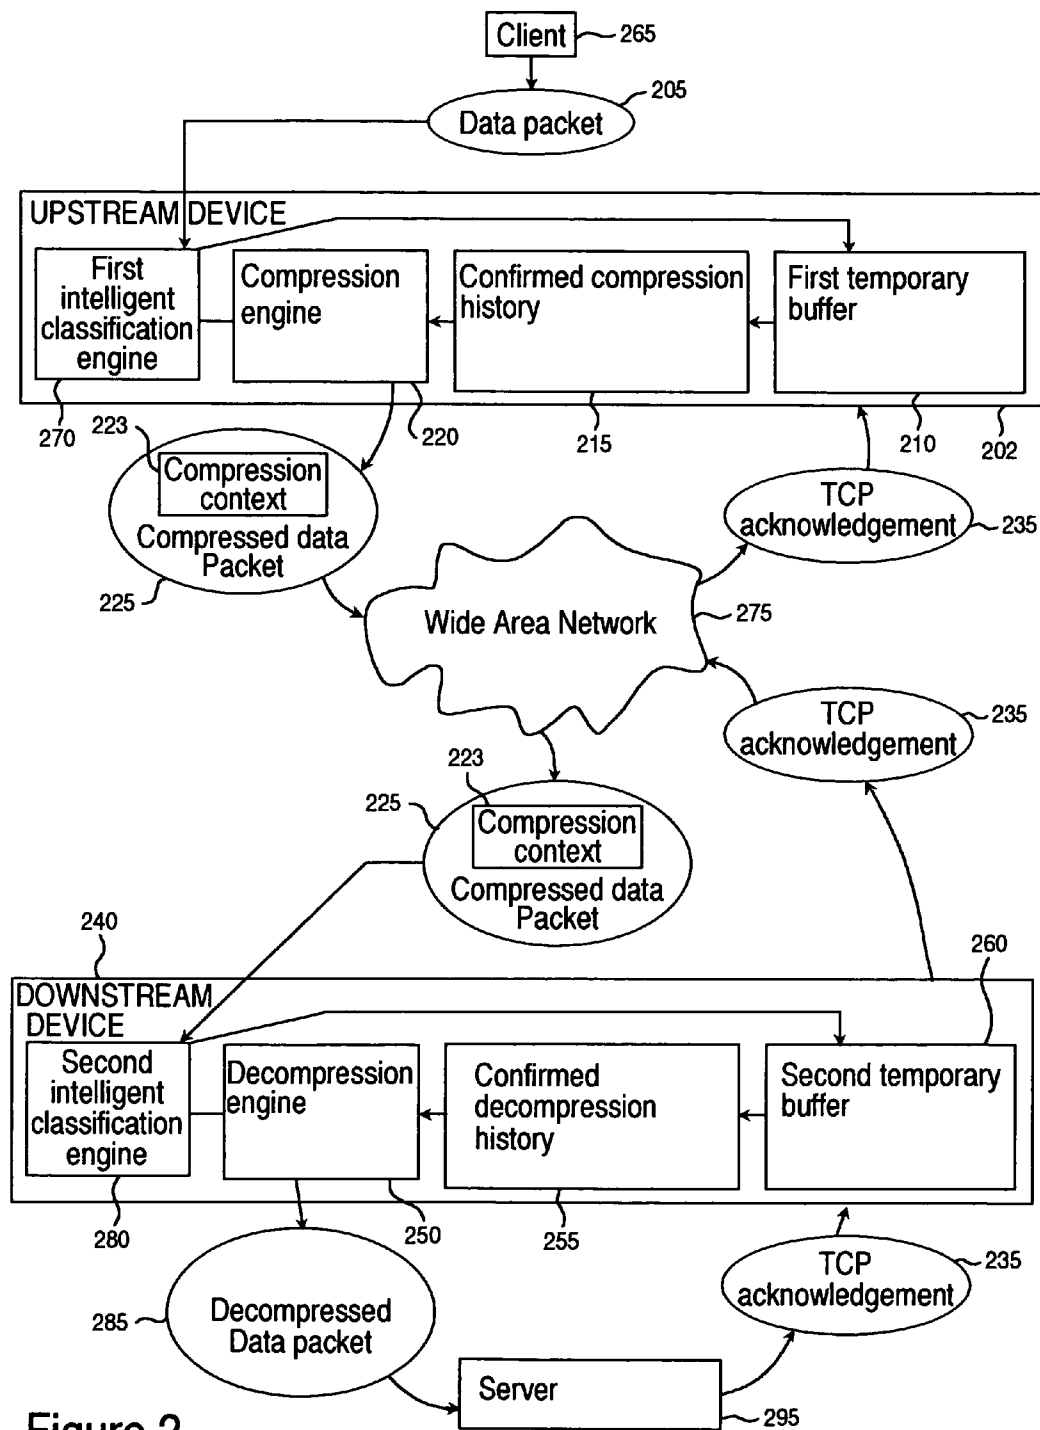 Client
265
205
Data packet
UPSTREAM DEVICE
First
intelligent
classification
engine
Compression
engine
Confirmed compression
history
First temporary
buffer
270
223
220
215
210
202
Compression
context
Compressed data
Packet
225
TCP
acknowledgement
235
Wide Area Network
275
TCP
acknowledgement
235
223
225
Compression
context
Compressed data
Packet
240
260
DOWNSTREAM
DEVICE
Second
intelligent
classification
engine
Decompression
engine
Confirmed
decompression
history
Second temporary
buffer
280
250
255
TCP
acknowledgement
235
285
Decompressed
Data packet
Server
295
Figure 2